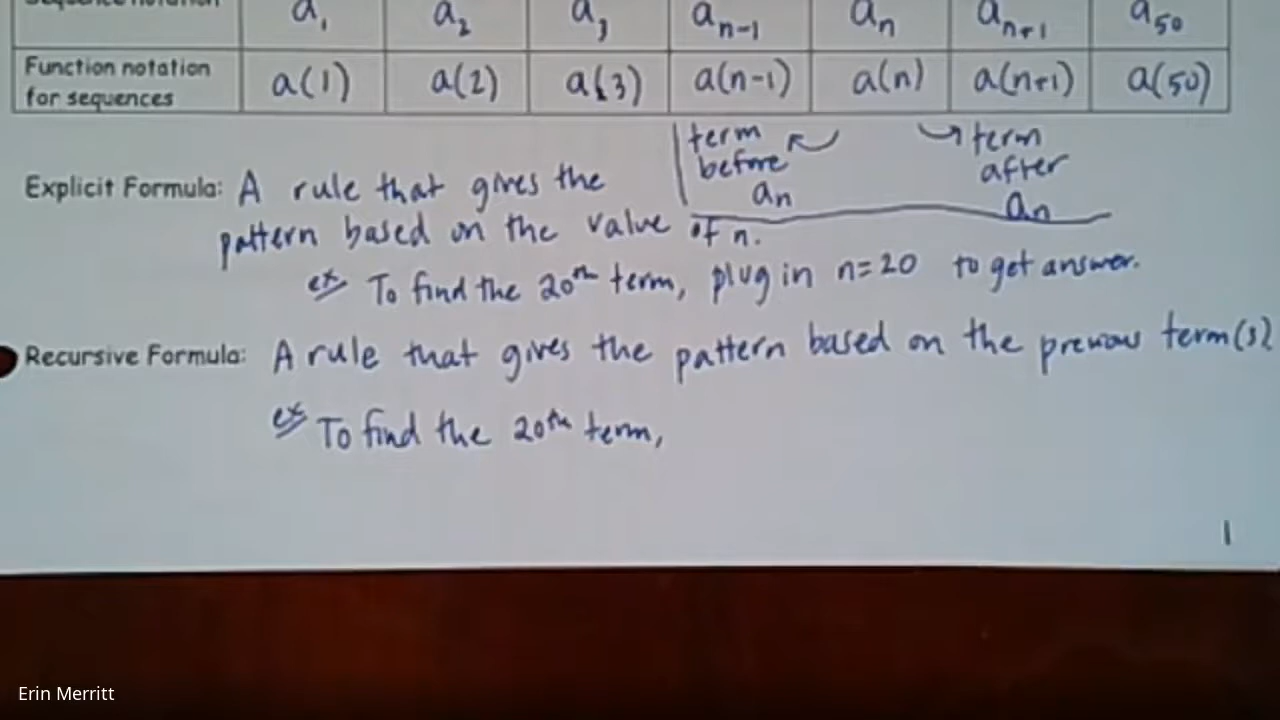 a₁ a₂ a₃ aₙ₋₁ aₙ aₙ₊₁ a₅₀
Function notation for sequences a(1) a(2) a(3) a(n-1) a(n) a(n+1) a(50)
term before aₙ
term after aₙ
Explicit Formula: A rule that gives the
pattern based on the value of n.
ex To find the 20th term, plug in n=20 to get answer.
Recursive Formula: A rule that gives the pattern based on the previous term(s)
ex To find the 20th term,
1
Erin Merritt